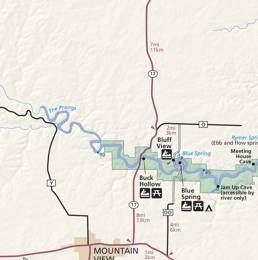 7mi
11km
17
The Prongs
2mi
3km
O
Bluff
View
Blue Spring
Rymer Spr
(Ebb and flow sprin
Meeting
House
Cave
Jam Up Cave
(accessible by
river only)
Buck
Hollow
Blue
Spring
Y
17
OO
8mi
13km
4mi
6km
MOUNTAIN
VIEW
1mi
2km